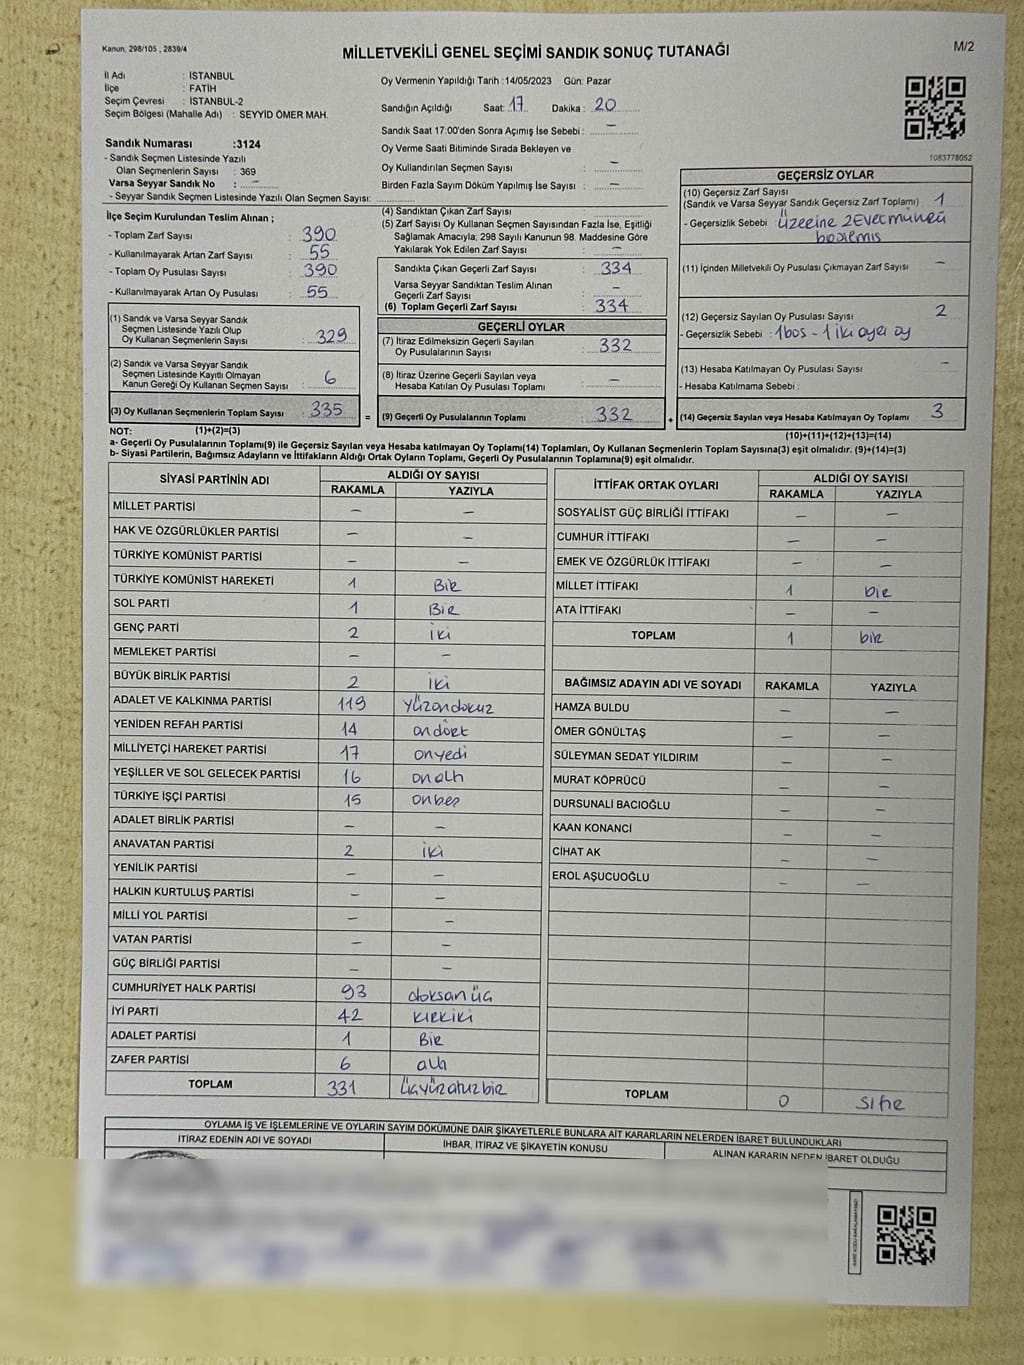 Kanun, 298/105 , 2839/4
MİLLETVEKİLİ GENEL SEÇİMİ SANDIK SONUÇ TUTANAĞI
M/2
İl Adı : İSTANBUL
İlçe : FATİH
Seçim Çevresi : İSTANBUL-2
Seçim Bölgesi (Mahalle Adı) : SEYYİD ÖMER MAH.
Oy Vermenin Yapıldığı Tarih :14/05/2023 Gün: Pazar
Sandığın Açıldığı Saat: 17 Dakika : 20
Sandık Saat 17:00'den Sonra Açımış İse Sebebi : –
Oy Verme Saati Bitiminde Sırada Bekleyen ve
Oy Kullandırılan Seçmen Sayısı : –
Birden Fazla Sayım Döküm Yapılmış İse Sayısı : –
1083778052
Sandık Numarası :3124
- Sandık Seçmen Listesinde Yazılı
Olan Seçmenlerin Sayısı : 369
Varsa Seyyar Sandık No : –
- Seyyar Sandık Seçmen Listesinde Yazılı Olan Seçmen Sayısı:
İlçe Seçim Kurulundan Teslim Alınan ;
- Toplam Zarf Sayısı : 390
- Kullanılmayarak Artan Zarf Sayısı : 55
- Toplam Oy Pusulası Sayısı : 390
- Kullanılmayarak Artan Oy Pusulası : 55
(1) Sandık ve Varsa Seyyar Sandık
Seçmen Listesinde Yazılı Olup
Oy Kullanan Seçmenlerin Sayısı : 329
(2) Sandık ve Varsa Seyyar Sandık
Seçmen Listesinde Kayıtlı Olmayan
Kanun Gereği Oy Kullanan Seçmen Sayısı : 6
(3) Oy Kullanan Seçmenlerin Toplam Sayısı : 335 =
(4) Sandıktan Çıkan Zarf Sayısı :
(5) Zarf Sayısı Oy Kullanan Seçmen Sayısından Fazla İse, Eşitliği
Sağlamak Amacıyla; 298 Sayılı Kanunun 98. Maddesine Göre
Yakılarak Yok Edilen Zarf Sayısı : –
Sandıkta Çıkan Geçerli Zarf Sayısı : 334
Varsa Seyyar Sandıktan Teslim Alınan
Geçerli Zarf Sayısı : –
(6) Toplam Geçerli Zarf Sayısı : 334
GEÇERLİ OYLAR
(7) İtiraz Edilmeksizin Geçerli Sayılan
Oy Pusulalarının Sayısı : 332
(8) İtiraz Üzerine Geçerli Sayılan veya
Hesaba Katılan Oy Pusulası Toplamı : –
(9) Geçerli Oy Pusulalarının Toplamı : 332 +
GEÇERSİZ OYLAR
(10) Geçersiz Zarf Sayısı
(Sandık ve Varsa Seyyar Sandık Geçersiz Zarf Toplamı) 1
- Geçersizlik Sebebi : üzerine 2 Evet mührü
(11) İçinden Milletvekili Oy Pusulası Çıkmayan Zarf Sayısı –
(12) Geçersiz Sayılan Oy Pusulası Sayısı 2
- Geçersizlik Sebebi : 1 boş - 1 iki ayrı oy
(13) Hesaba Katılmayan Oy Pusulası Sayısı –
- Hesaba Katılmama Sebebi :
(14) Geçersiz Sayılan veya Hesaba Katılmayan Oy Toplamı 3
NOT: (1)+(2)=(3)
(10)+(11)+(12)+(13)=(14)
a- Geçerli Oy Pusulalarının Toplamı(9) ile Geçersiz Sayılan veya Hesaba katılmayan Oy Toplamı(14) Toplamları, Oy Kullanan Seçmenlerin Toplam Sayısına(3) eşit olmalıdır. (9)+(14)=(3)
b- Siyasi Partilerin, Bağımsız Adayların ve İttifakların Aldığı Ortak Oyların Toplamı, Geçerli Oy Pusulalarının Toplamına(9) eşit olmalıdır.
SİYASİ PARTİNİN ADI ALDIĞI OY SAYISI
RAKAMLA YAZIYLA
MİLLET PARTİSİ – –
HAK VE ÖZGÜRLÜKLER PARTİSİ – –
TÜRKİYE KOMÜNİST PARTİSİ – –
TÜRKİYE KOMÜNİST HAREKETİ 1 Bir
SOL PARTİ 1 Bir
GENÇ PARTİ 2 iki
MEMLEKET PARTİSİ – –
BÜYÜK BİRLİK PARTİSİ 2 iki
ADALET VE KALKINMA PARTİSİ 119 yüzondokuz
YENİDEN REFAH PARTİSİ 14 ondört
MİLLİYETÇİ HAREKET PARTİSİ 17 onyedi
YEŞİLLER VE SOL GELECEK PARTİSİ 16 onaltı
TÜRKİYE İŞÇİ PARTİSİ 15 onbeş
ADALET BİRLİK PARTİSİ – –
ANAVATAN PARTİSİ 2 iki
YENİLİK PARTİSİ – –
HALKIN KURTULUŞ PARTİSİ – –
MİLLİ YOL PARTİSİ – –
VATAN PARTİSİ – –
GÜÇ BİRLİĞİ PARTİSİ – –
CUMHURİYET HALK PARTİSİ 93 doksanüç
İYİ PARTİ 42 kırkiki
ADALET PARTİSİ 1 Bir
ZAFER PARTİSİ 6 altı
TOPLAM 331 üçyüzotuzbir
İTTİFAK ORTAK OYLARI ALDIĞI OY SAYISI
RAKAMLA YAZIYLA
SOSYALİST GÜÇ BİRLİĞİ İTTİFAKI – –
CUMHUR İTTİFAKI – –
EMEK VE ÖZGÜRLÜK İTTİFAKI – –
MİLLET İTTİFAKI 1 bir
ATA İTTİFAKI – –
TOPLAM 1 bir
BAĞIMSIZ ADAYIN ADI VE SOYADI RAKAMLA YAZIYLA
HAMZA BULDU – –
ÖMER GÖNÜLTAŞ – –
SÜLEYMAN SEDAT YILDIRIM – –
MURAT KÖPRÜCÜ – –
DURSUNALİ BACIOĞLU – –
KAAN KONANCİ – –
CİHAT AK – –
EROL AŞUCUOĞLU – –
TOPLAM 0 sıfır
OYLAMA İŞ VE İŞLEMLERİNE VE OYLARIN SAYIM DÖKÜMÜNE DAİR ŞİKAYETLERLE BUNLARA AİT KARARLARIN NELERDEN İBARET BULUNDUKLARI
İTİRAZ EDENİN ADI VE SOYADI İHBAR, İTİRAZ VE ŞİKAYETİN KONUSU ALINAN KARARIN NEDEN İBARET OLDUĞU